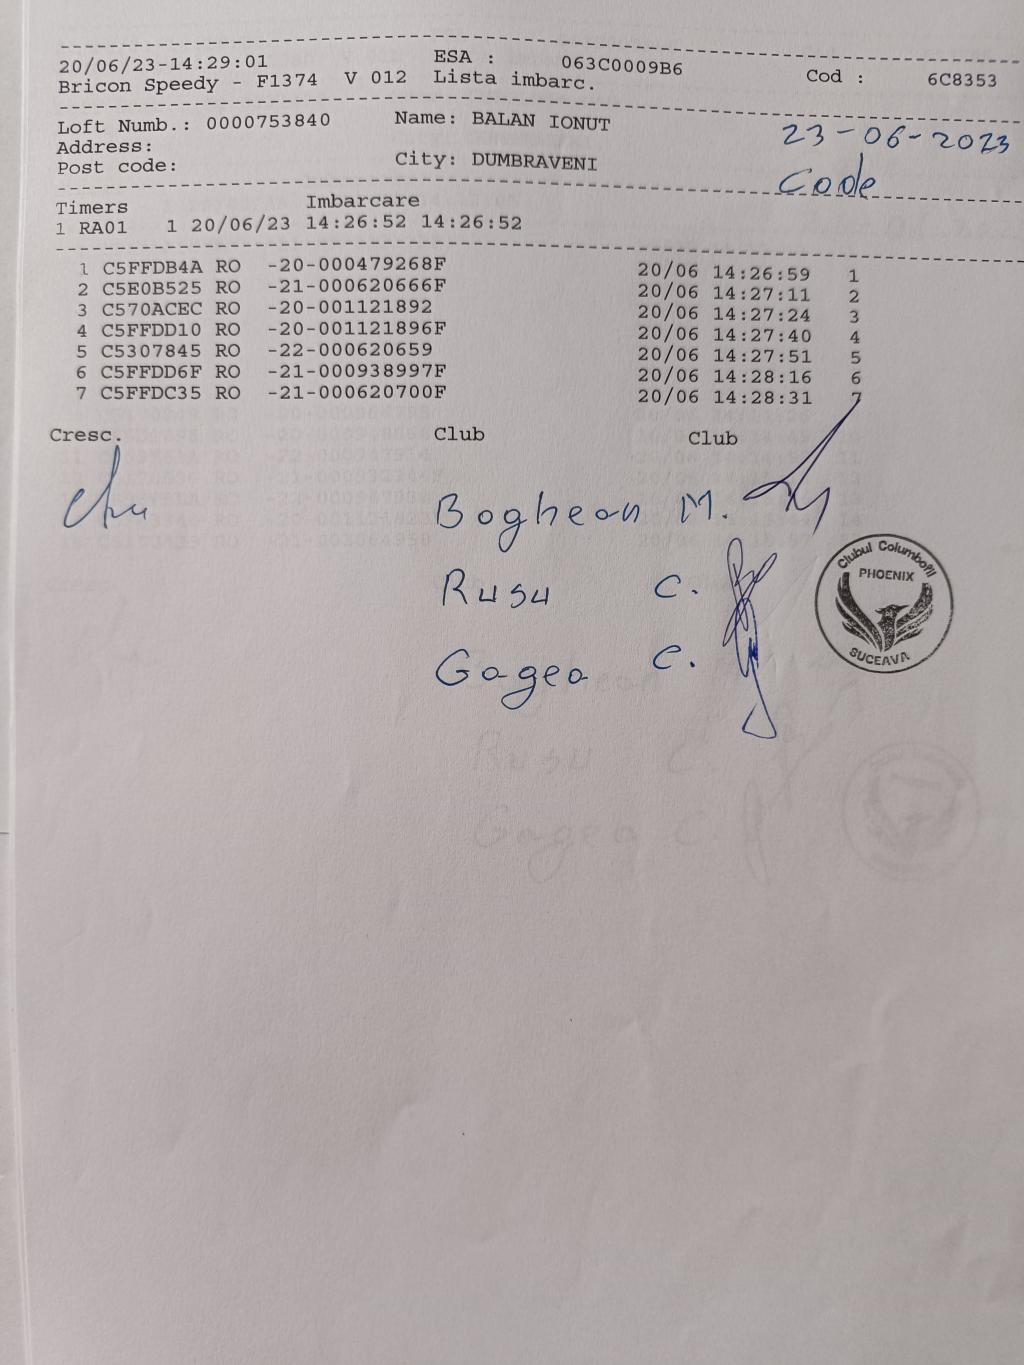 20/06/23-14:29:01 ESA : 063C0009B6 Cod : 6C8353
Bricon Speedy - F1374 V 012 Lista imbarc.
Loft Numb.: 0000753840 Name: BALAN IONUT
Address:
Post code: City: DUMBRAVENI
23-06-2023
Code
Timers Imbarcare
1 RA01 1 20/06/23 14:26:52 14:26:52
1 C5FFDB4A RO -20-000479268F 20/06 14:26:59 1
2 C5E0B525 RO -21-000620666F 20/06 14:27:11 2
3 C570ACEC RO -20-001121892 20/06 14:27:24 3
4 C5FFDD10 RO -20-001121896F 20/06 14:27:40 4
5 C5307845 RO -22-000620659 20/06 14:27:51 5
6 C5FFDD6F RO -21-000938997F 20/06 14:28:16 6
7 C5FFDC35 RO -21-000620700F 20/06 14:28:31 7
Cresc. Club Club
Boghean M.
Rusu C.
Gagea C.
Clubul Columbofil
PHOENIX
SUCEAVA